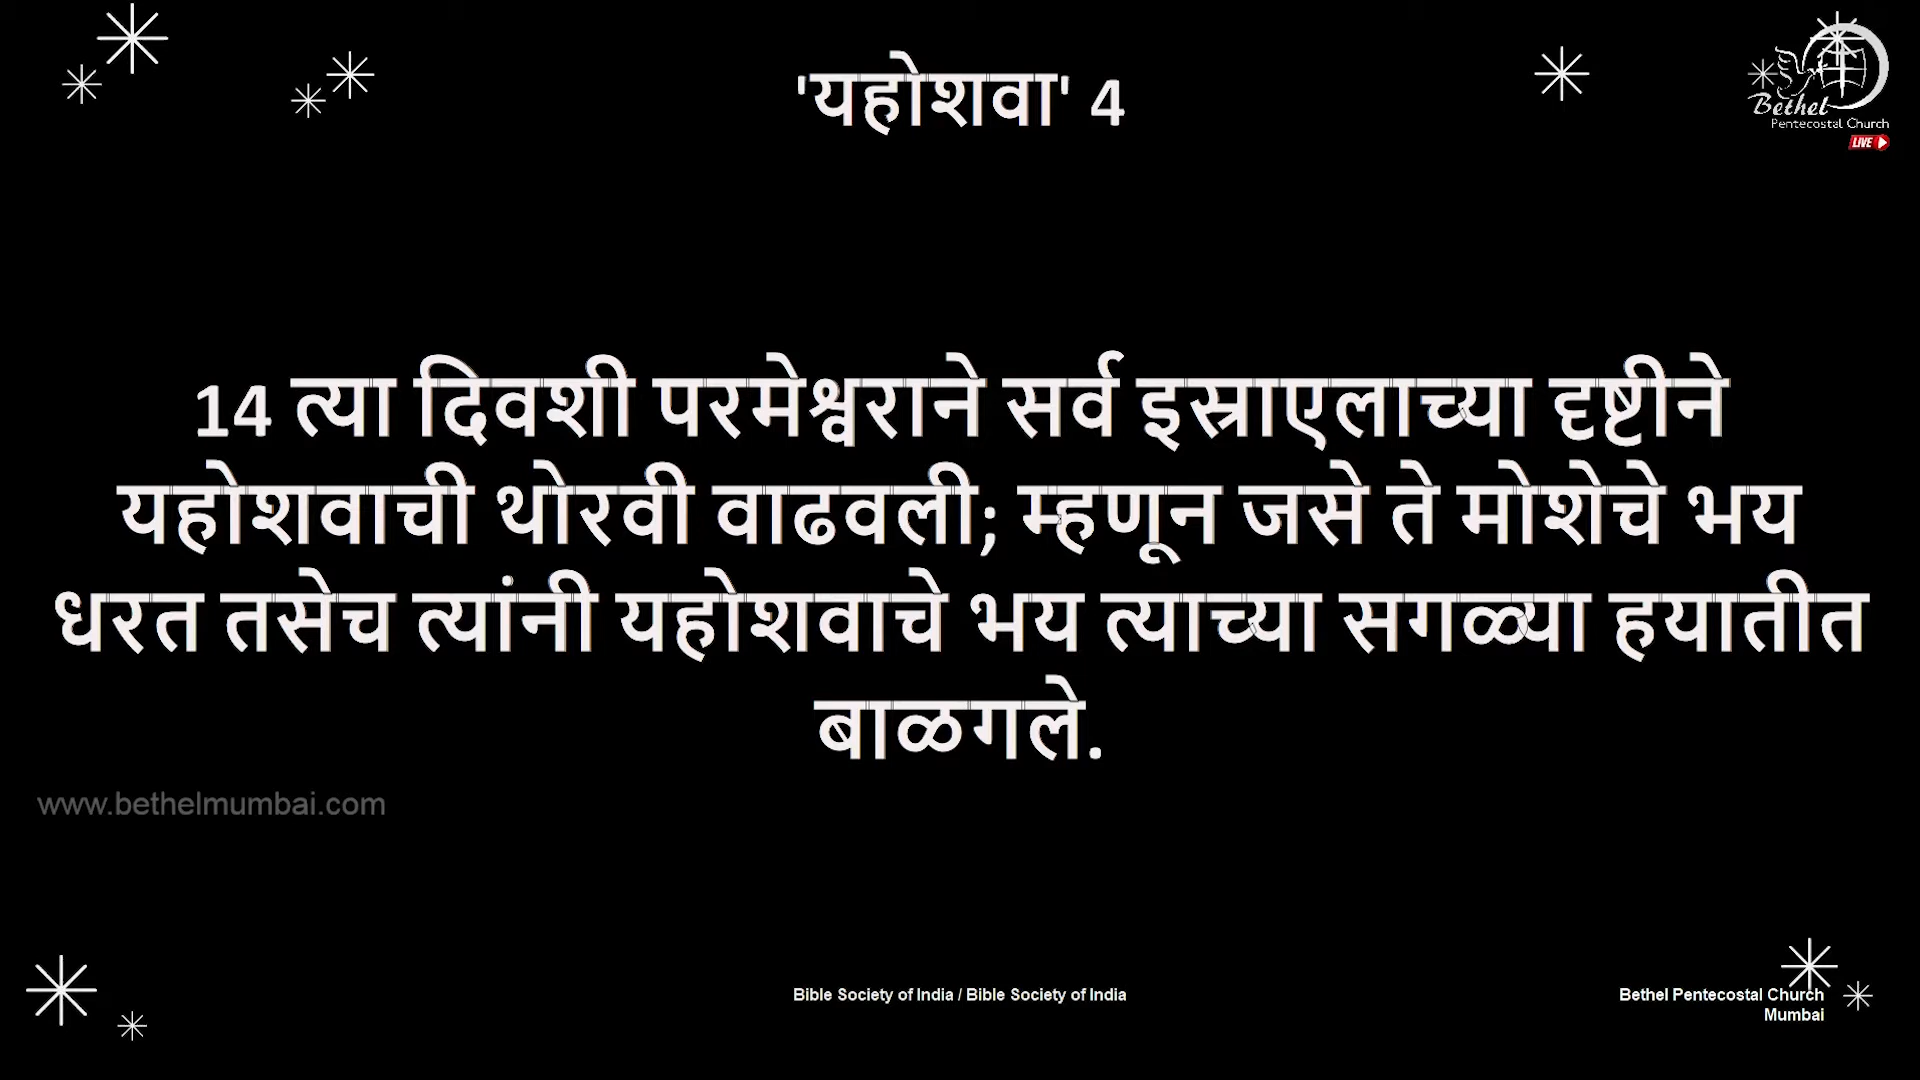 'यहोशवा' 4
Bethel
Pentecostal Church
LIVE
14 त्या दिवशी परमेश्वराने सर्व इस्राएलाच्या दृष्टीने
यहोशवाची थोरवी वाढवली; म्हणून जसे ते मोशेचे भय
धरत तसेच त्यांनी यहोशवाचे भय त्याच्या सगळ्या हयातीत
बाळगले.
www.bethelmumbai.com
Bible Society of India / Bible Society of India
Bethel Pentecostal Church
Mumbai